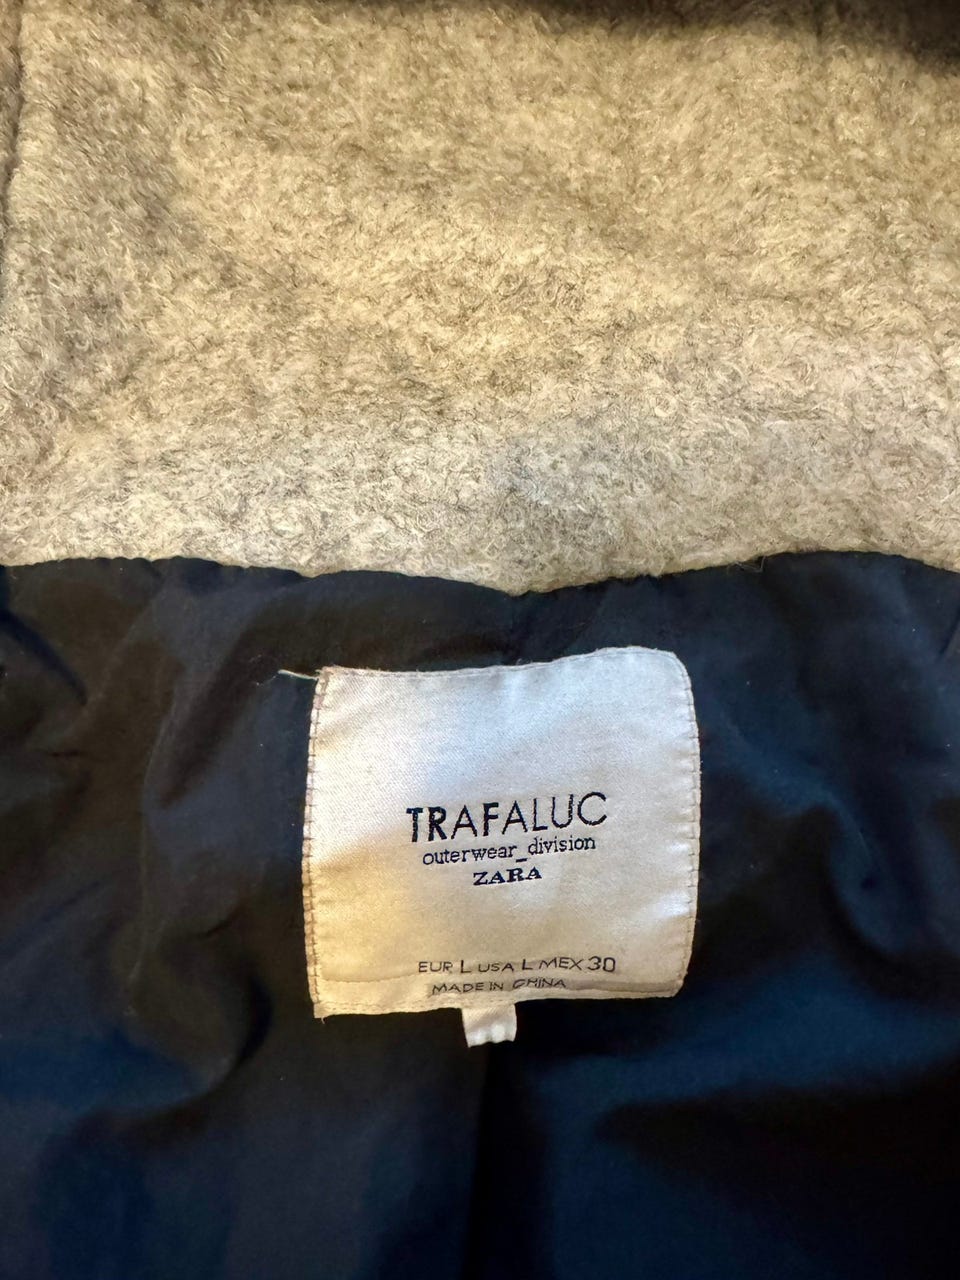 TRAFALUC
outerwear_division
ZARA
EUR L USA L MEX 30
MADE IN CHINA